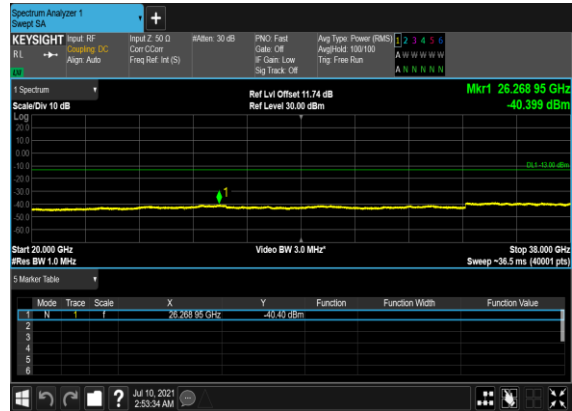 Spectrum Analyzer 1
Swept SA
+
KEYSIGHT Input: RF Input Z: 50 Ω #Atten: 30 dB PNO: Fast Avg Type: Power (RMS) 1 2 3 4 5 6
RL Coupling: DC Corr CCorr Gate: Off Avg|Hold: 100/100 A W W W W W
Align: Auto Freq Ref: Int (S) IF Gain: Low Trig: Free Run
Sig Track: Off A N N N N N
LW
1 Spectrum Ref Lvl Offset 11.74 dB Mkr1 26.268 95 GHz
Scale/Div 10 dB Ref Level 30.00 dBm -40.399 dBm
Log
20.0
10.0
0.00
-10.0 DL1 -13.00 dBm
-20.0
-30.0 1
-40.0
-50.0
-60.0
Start 20.000 GHz Video BW 3.0 MHz* Stop 38.000 GHz
#Res BW 1.0 MHz Sweep ~36.5 ms (40001 pts)
5 Marker Table
Mode Trace Scale X Y Function Function Width Function Value
1 N 1 f 26.268 95 GHz -40.40 dBm
2
3
4
5
6
? Jul 10, 2021
2:53:34 AM